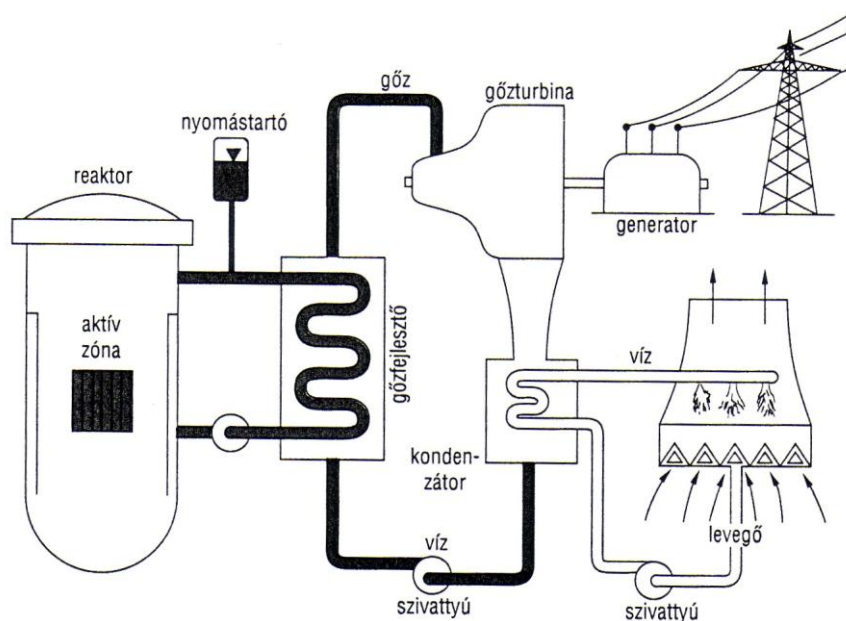 gőz
gőzturbina
nyomástartó
reaktor
generator
aktív
zóna
gőzfejlesztő
víz
konden-
zátor
levegő
víz
szivattyú
szivattyú